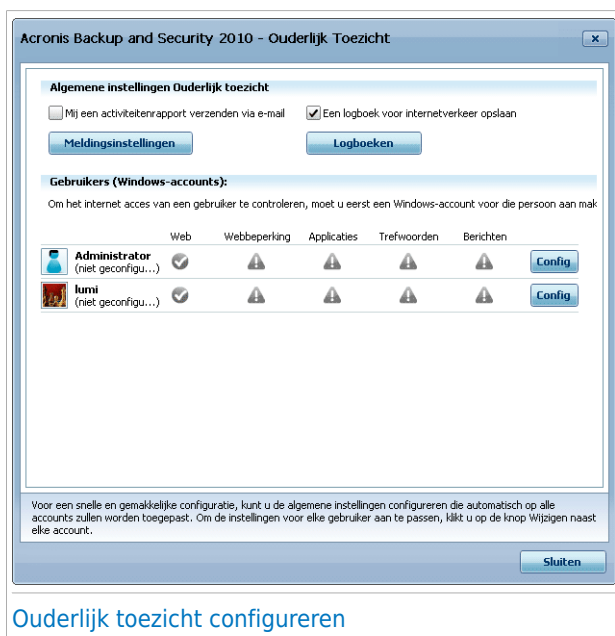 Acronis Backup and Security 2010 - Ouderlijk Toezicht
Algemene instellingen Ouderlijk toezicht
Mij een activiteitenrapport verzenden via e-mail
Een logboek voor internetverkeer opslaan
Meldingsinstellingen
Logboeken
Gebruikers (Windows-accounts):
Om het internet acces van een gebruiker te controleren, moet u eerst een Windows-account voor die persoon aan mak
Web Webbeperking Applicaties Trefwoorden Berichten
Administrator
(niet geconfigu...)
Config
lumi
(niet geconfigu...)
Config
Voor een snelle en gemakkelijke configuratie, kunt u de algemene instellingen configureren die automatisch op alle
accounts zullen worden toegepast. Om de instellingen voor elke gebruiker aan te passen, klikt u op de knop Wijzigen naast
elke account.
Sluiten
Ouderlijk toezicht configureren